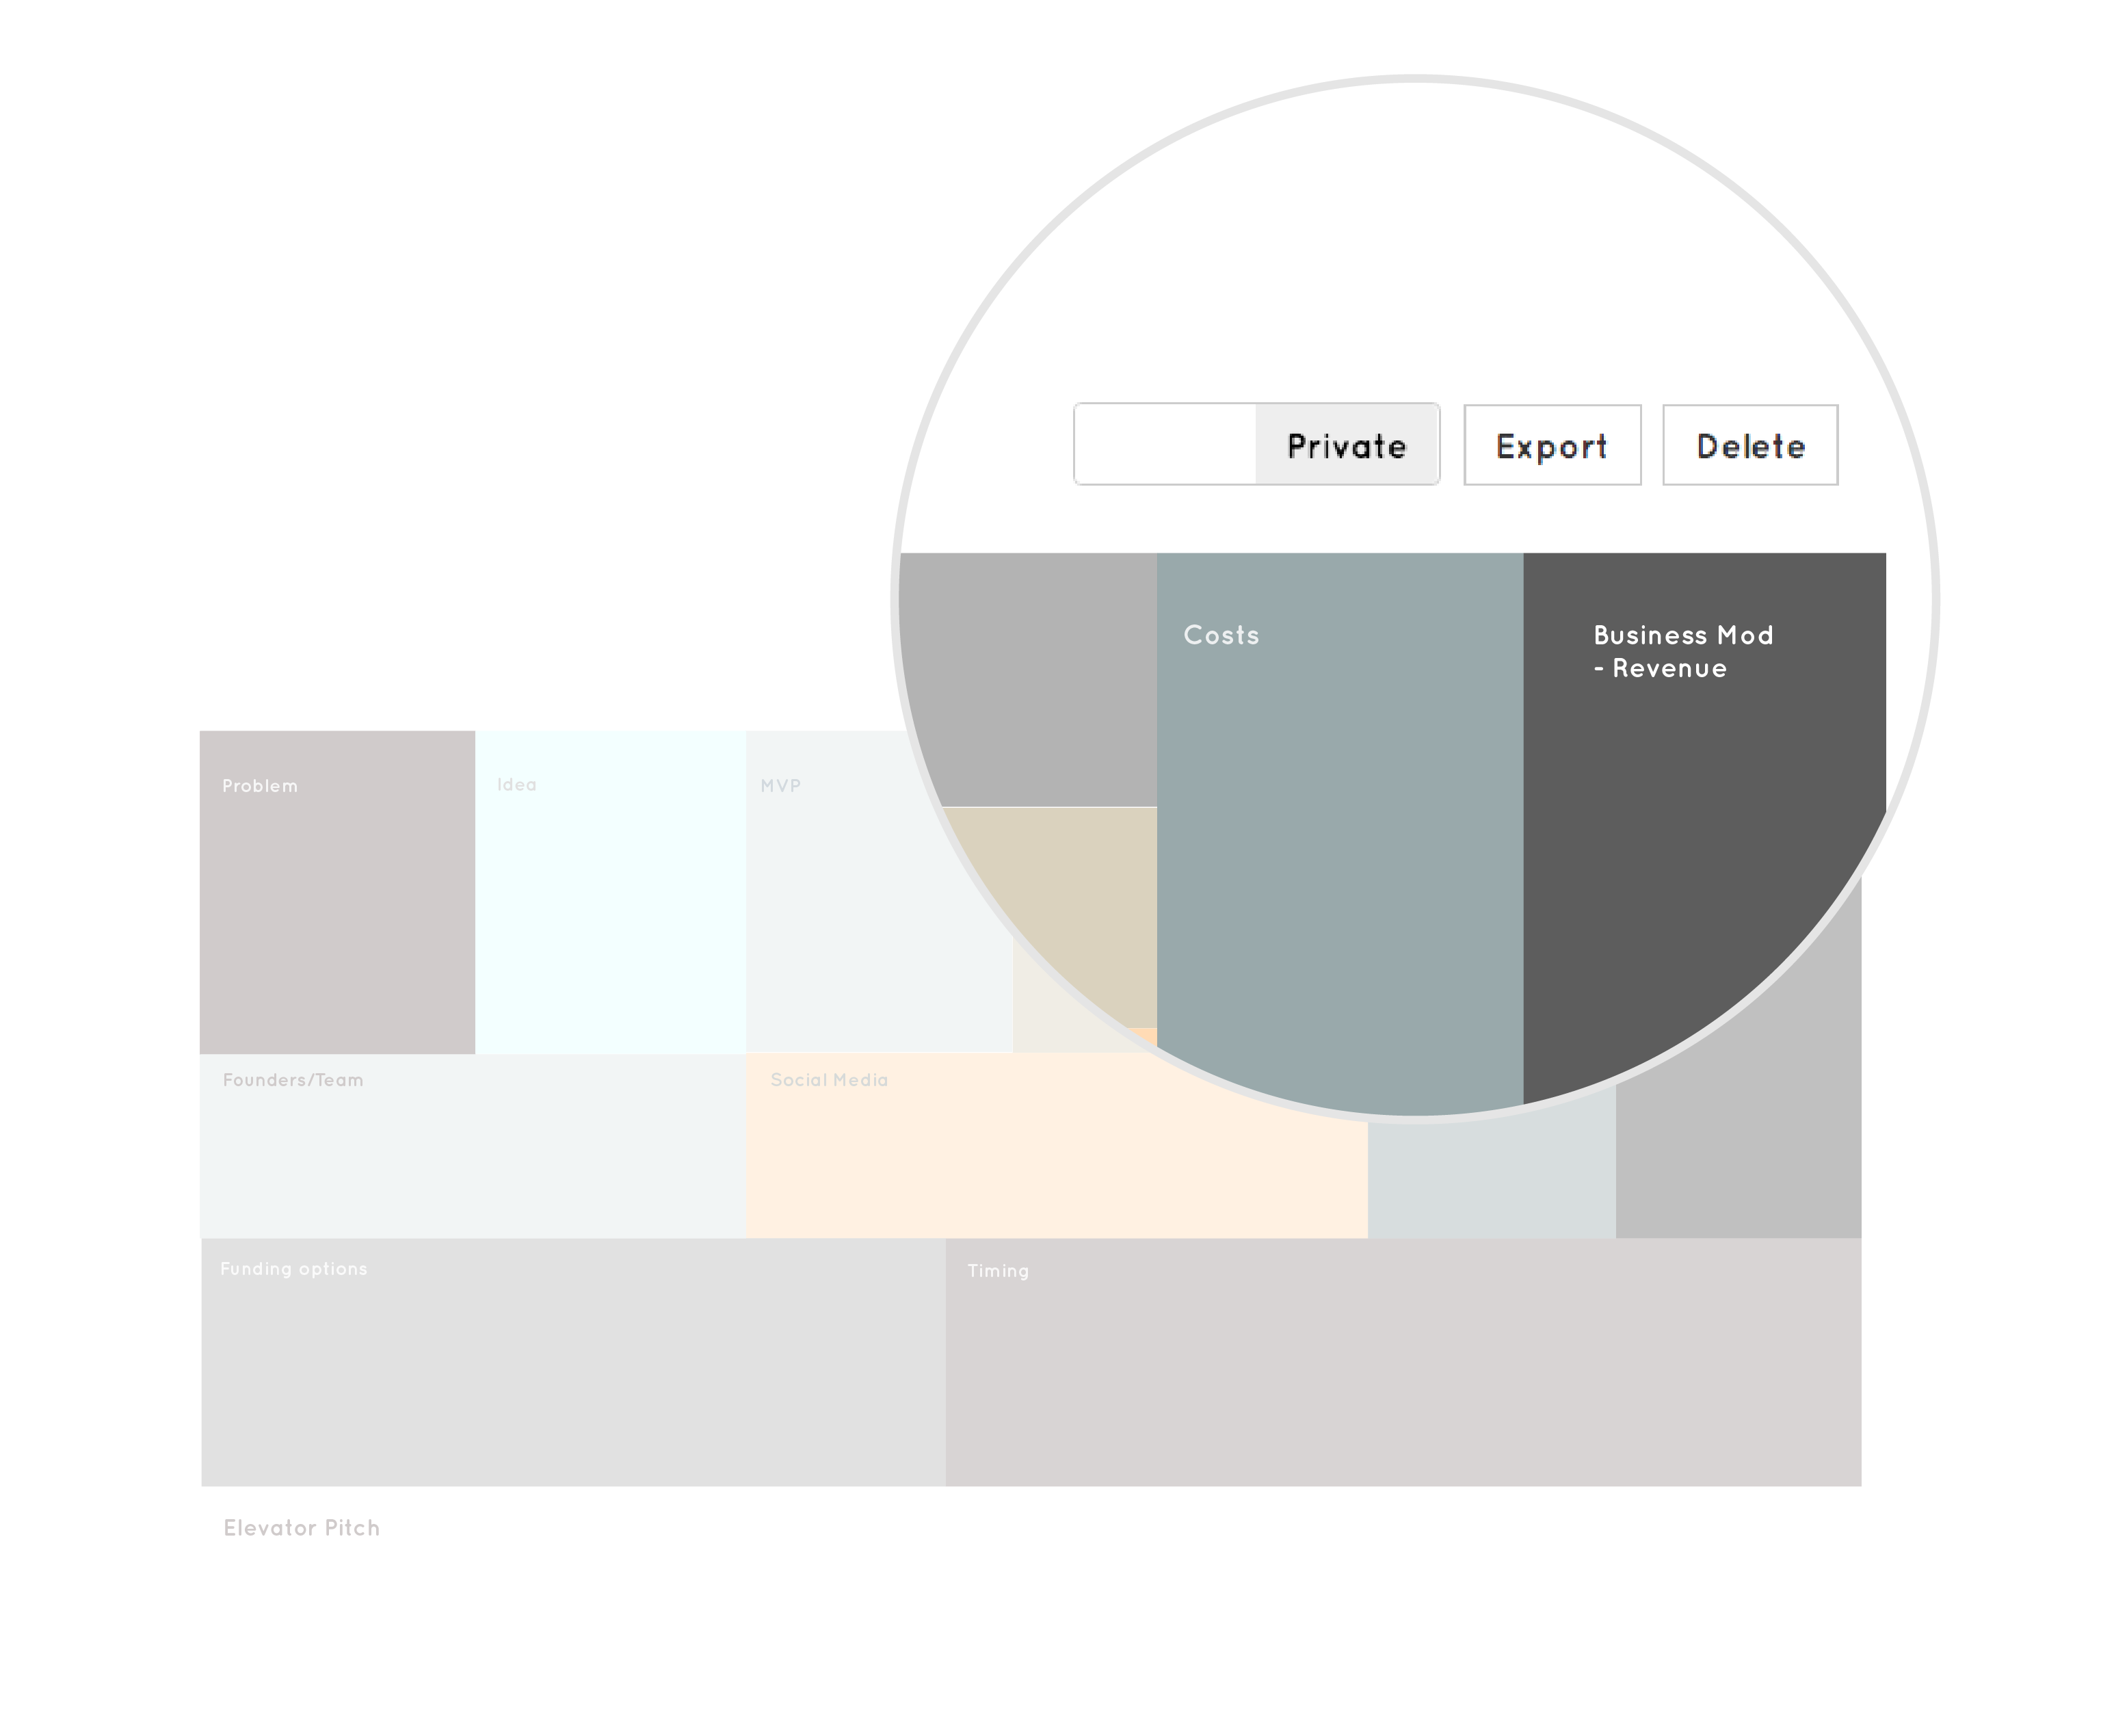 Private
Export
Delete
Costs
Business Mod
- Revenue
Problem
Idea
MVP
Founders/Team
Social Media
Funding options
Timing
Elevator Pitch